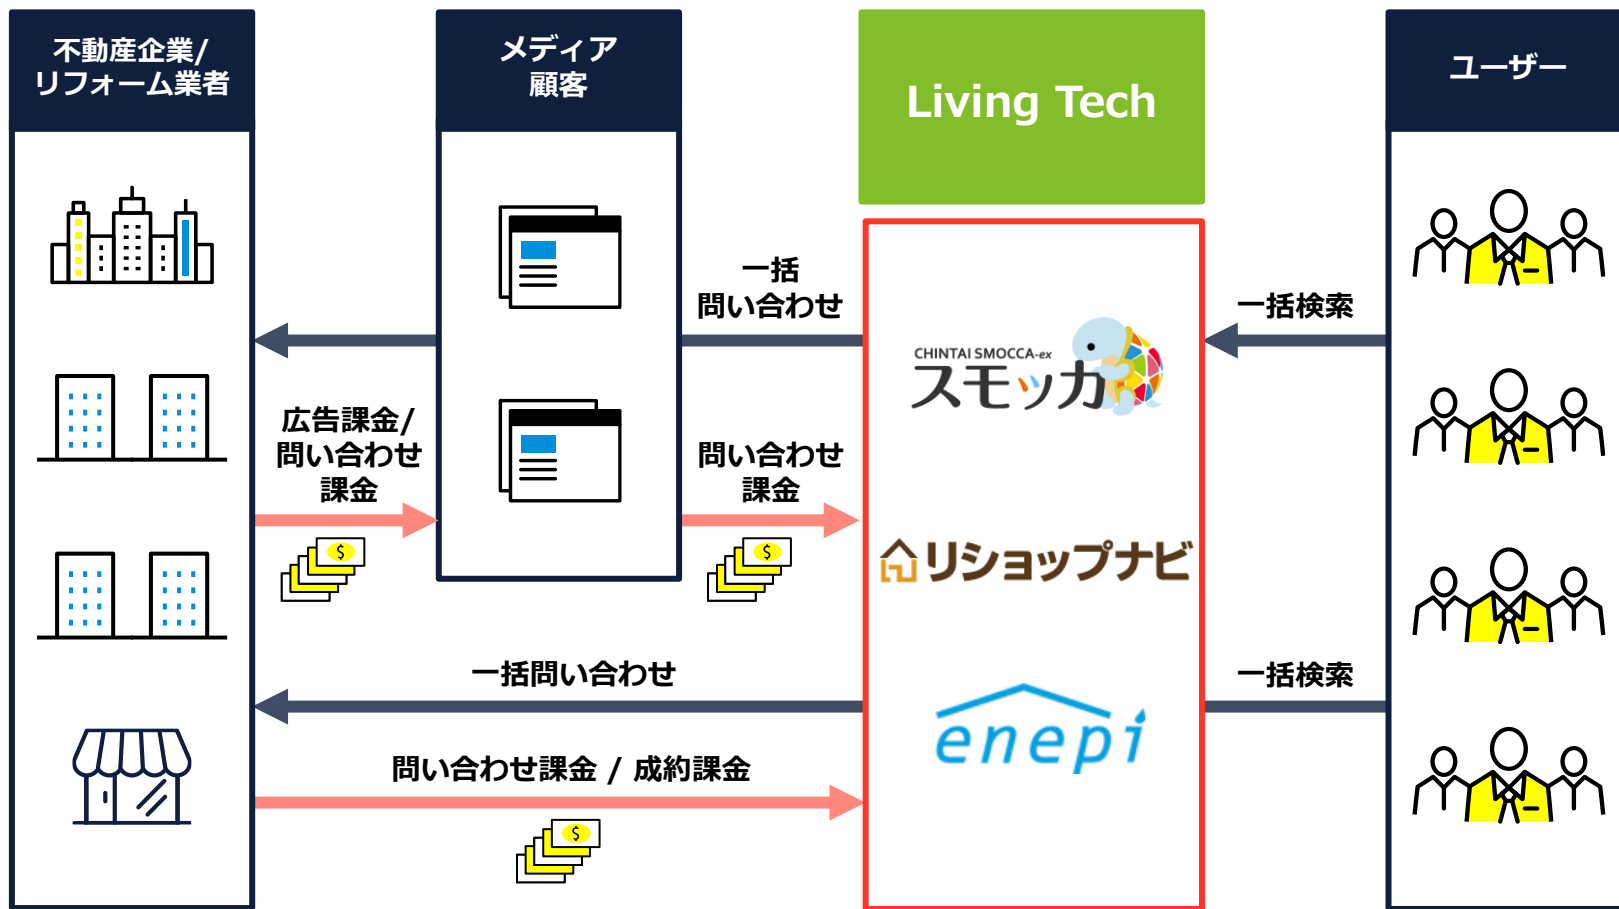 不動産企業/
リフォーム業者
メディア
顧客
Living Tech
ユーザー
一括
問い合わせ
一括検索
CHINTAI SMOCCA-ex
スモッカ
広告課金/
問い合わせ
課金
問い合わせ
課金
$
$
リショップナビ
一括問い合わせ
一括検索
enepi
問い合わせ課金 / 成約課金
$